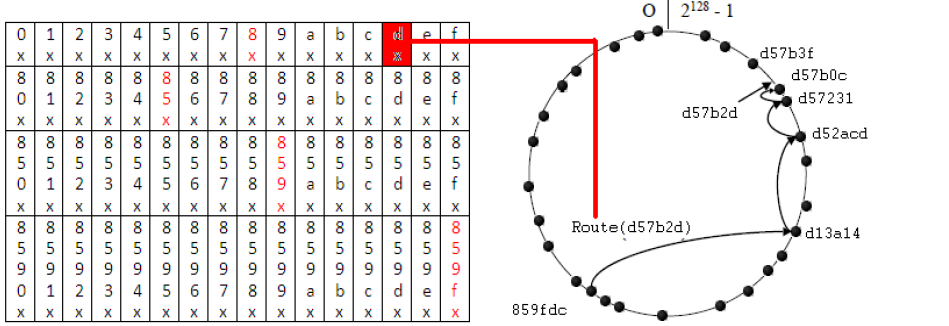 0 1 2 3 4 5 6 7 8 9 a b c d e f
x x x x x x x x x x x x x x x x
8 8 8 8 8 8 8 8 8 8 8 8 8 8 8 8
0 1 2 3 4 5 6 7 8 9 a b c d e f
x x x x x x x x x x x x x x x x
8 8 8 8 8 8 8 8 8 8 8 8 8 8 8 8
5 5 5 5 5 5 5 5 5 5 5 5 5 5 5 5
0 1 2 3 4 5 6 7 8 9 a b c d e f
x x x x x x x x x x x x x x x x
8 8 8 8 8 8 8 8 8 8 8 8 8 8 8 8
5 5 5 5 5 5 5 5 5 5 5 5 5 5 5 5
9 9 9 9 9 9 9 9 9 9 9 9 9 9 9 9
0 1 2 3 4 5 6 7 8 9 a b c d e f
x x x x x x x x x x x x x x x x
O 2^128 - 1
d57b3f
d57b0c
d57231
d57b2d
d52acd
Route(d57b2d)
d13a14
859fdc